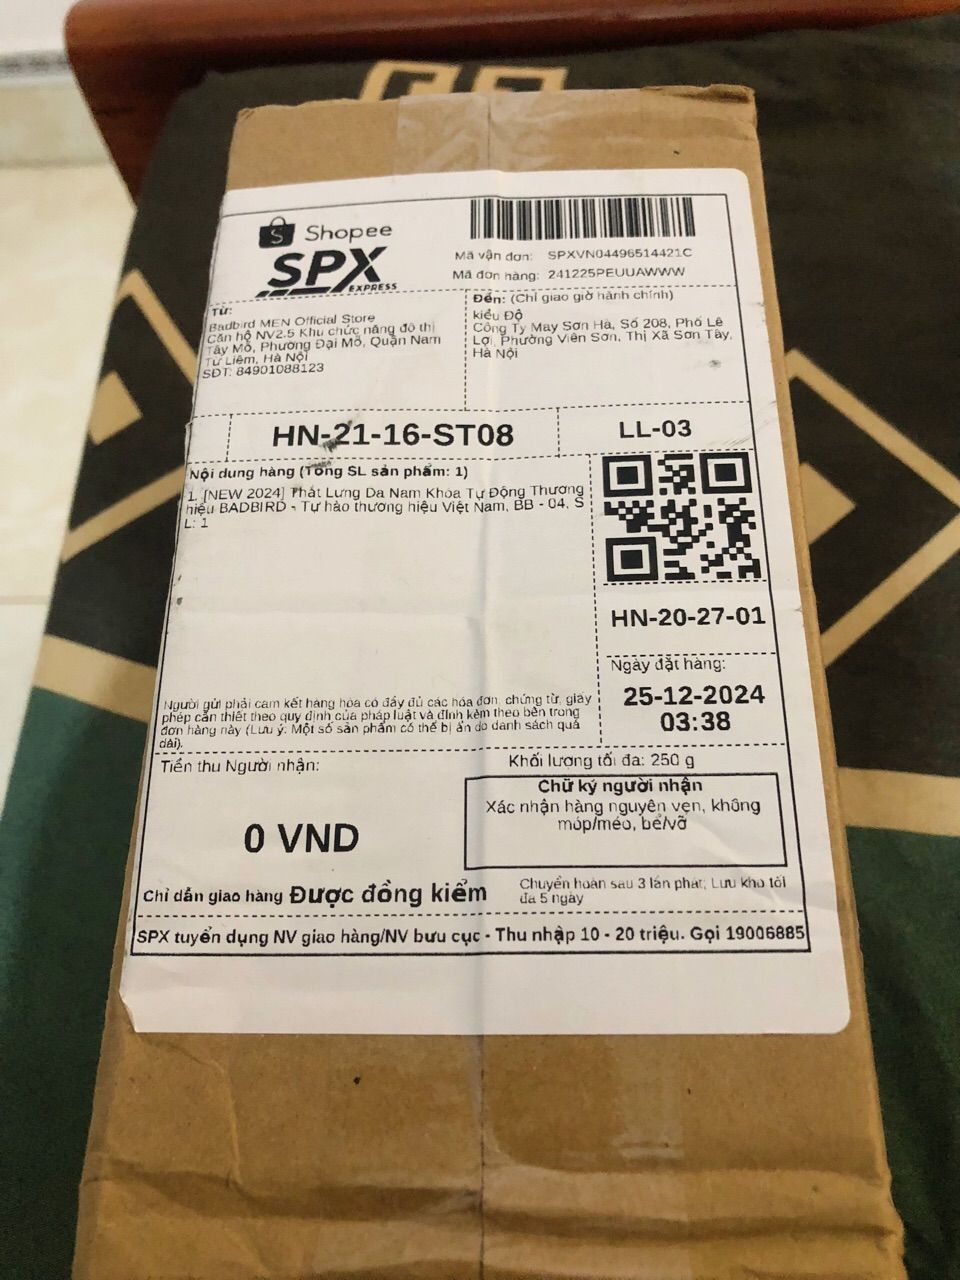 Shopee
SPX
EXPRESS
Mã vận đơn: SPXVN04496514421C
Mã đơn hàng: 241225PEUUAWWW
Từ:
Badbird MEN Official Store
Căn hộ NV2.5 Khu chức năng đô thị
Tây Mỗ, Phường Đại Mỗ, Quận Nam
Từ Liêm, Hà Nội
SĐT: 84901088123
Đến: (Chỉ giao giờ hành chính)
kiều Độ
Công Ty May Sơn Hà, Số 208, Phố Lê
Lợi, Phường Viên Sơn, Thị Xã Sơn Tây,
Hà Nội
HN-21-16-ST08
LL-03
Nội dung hàng (Tổng SL sản phẩm: 1)
1. [NEW 2024] Thắt Lưng Da Nam Khóa Tự Động Thương
hiệu BADBIRD - Tự hào thương hiệu Việt Nam, BB - 04, S
L: 1
HN-20-27-01
Ngày đặt hàng:
25-12-2024
03:38
Người gửi phải cam kết hàng hóa có đầy đủ các hóa đơn, chứng từ, giấy
phép cần thiết theo quy định của pháp luật và đính kèm theo bên trong
đơn hàng này (Lưu ý: Một số sản phẩm có thể bị ẩn do danh sách quá
dài).
Tiền thu Người nhận:
0 VND
Khối lượng tối đa: 250 g
Chữ ký người nhận
Xác nhận hàng nguyên vẹn, không
móp/méo, bể/vỡ
Chỉ dẫn giao hàng Được đồng kiểm
Chuyển hoàn sau 3 lần phát; Lưu kho tối
đa 5 ngày
SPX tuyển dụng NV giao hàng/NV bưu cục - Thu nhập 10 - 20 triệu. Gọi 19006885